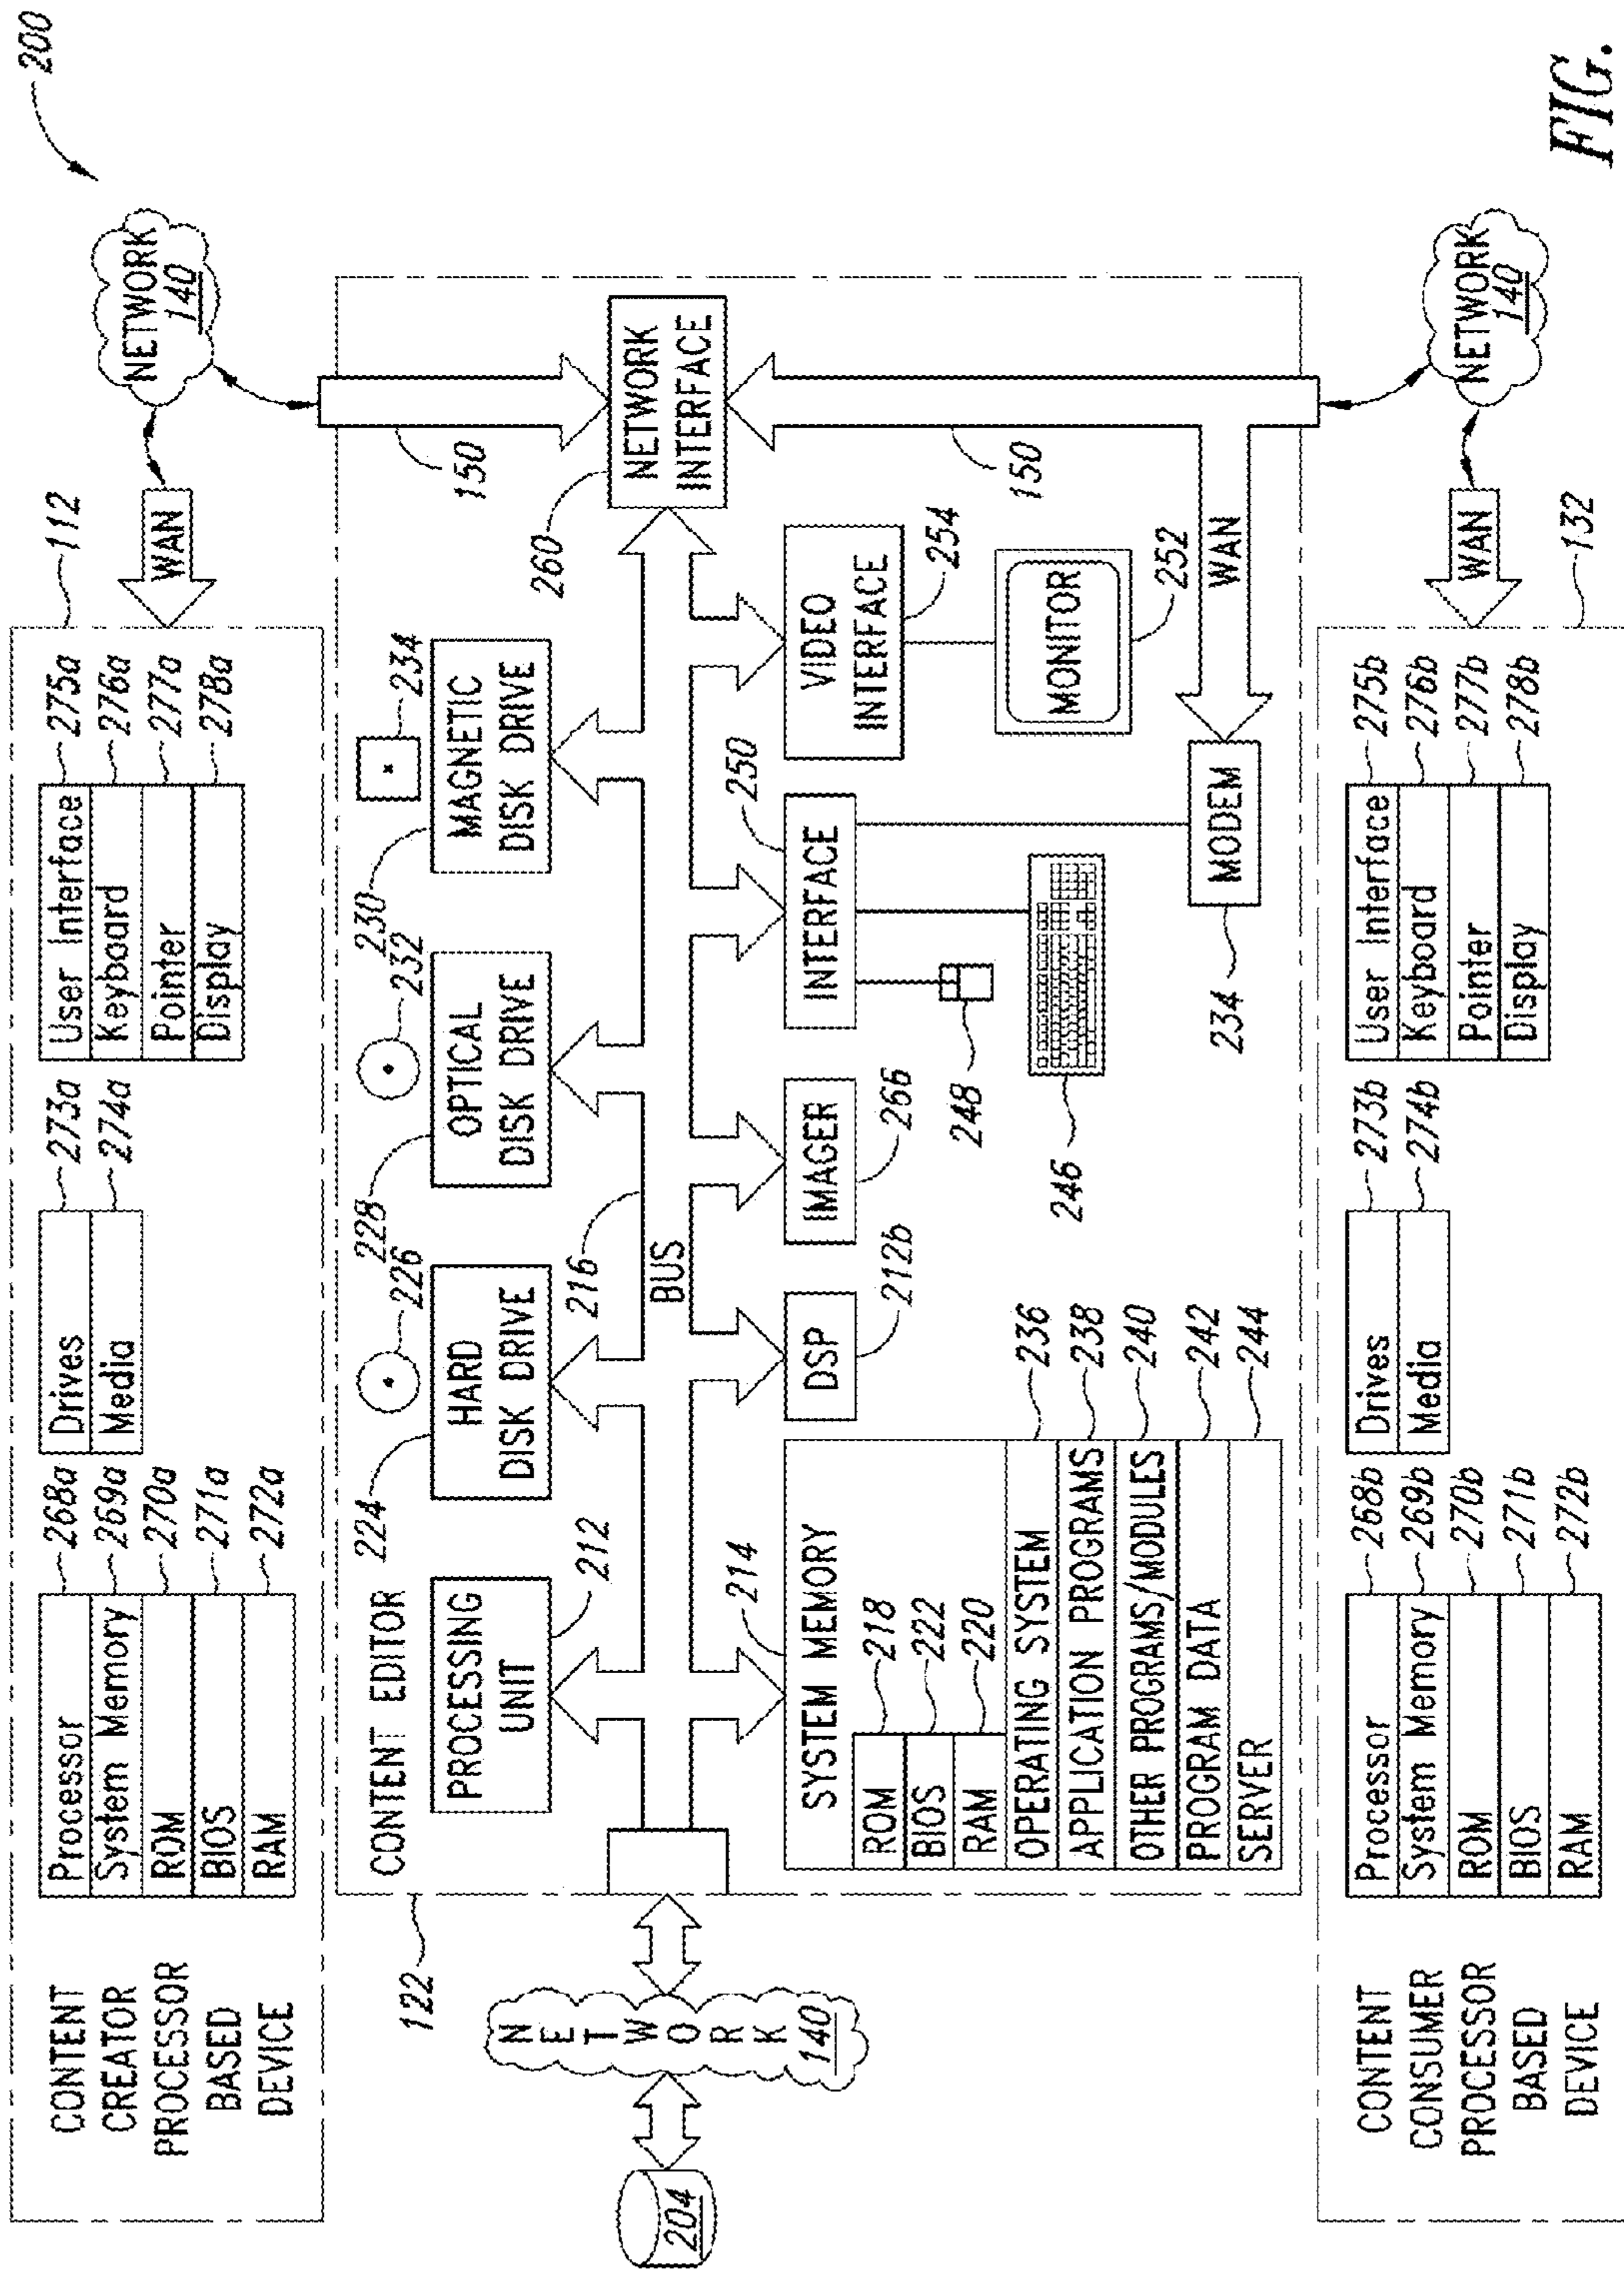 200
CONTENT
CREATOR
PROCESSOR
BASED
DEVICE
Processor 268a
System Memory 269a
ROM 270a
BIOS 271a
RAM 272a
Drives 273a
Media 274a
User Interface 275a
Keyboard 276a
Pointer 277a
Display 278a
112
WAN
NETWORK
140
122
CONTENT EDITOR
224
226
228
232
230
234
PROCESSING
UNIT
212
HARD
DISK DRIVE
OPTICAL
DISK DRIVE
MAGNETIC
DISK DRIVE
260
150
216
204
NETWORK
140
BUS
NETWORK
INTERFACE
214
SYSTEM MEMORY
ROM 218
BIOS 222
RAM 220
OPERATING SYSTEM 236
APPLICATION PROGRAMS 238
OTHER PROGRAMS/MODULES 240
PROGRAM DATA 242
SERVER 244
DSP
212b
IMAGER
266
INTERFACE
250
VIDEO
INTERFACE
254
150
248
246
MONITOR
252
MODEM
234
WAN
CONTENT
CONSUMER
PROCESSOR
BASED
DEVICE
Processor 268b
System Memory 269b
ROM 270b
BIOS 271b
RAM 272b
Drives 273b
Media 274b
User Interface 275b
Keyboard 276b
Pointer 277b
Display 278b
132
WAN
NETWORK
140
FIG.